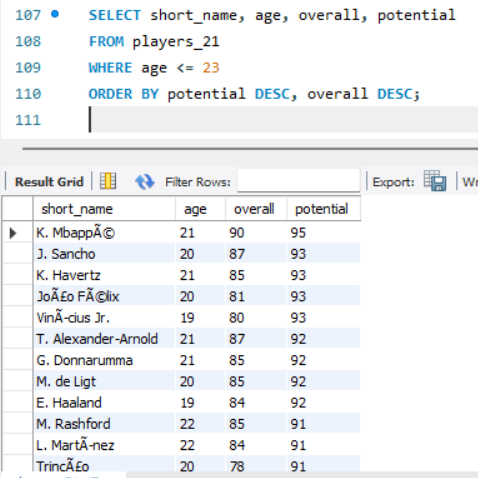 107 SELECT short_name, age, overall, potential
108 FROM players_21
109 WHERE age <= 23
110 ORDER BY potential DESC, overall DESC;
111
Result Grid Filter Rows: Export: Wr
short_name age overall potential
K. MbappÃ© 21 90 95
J. Sancho 20 87 93
K. Havertz 21 85 93
JoÃ£o FÃ©lix 20 81 93
VinÃ-cius Jr. 19 80 93
T. Alexander-Arnold 21 87 92
G. Donnarumma 21 85 92
M. de Ligt 20 85 92
E. Haaland 19 84 92
M. Rashford 22 85 91
L. MartÃ-nez 22 84 91
TrincÃ£o 20 78 91